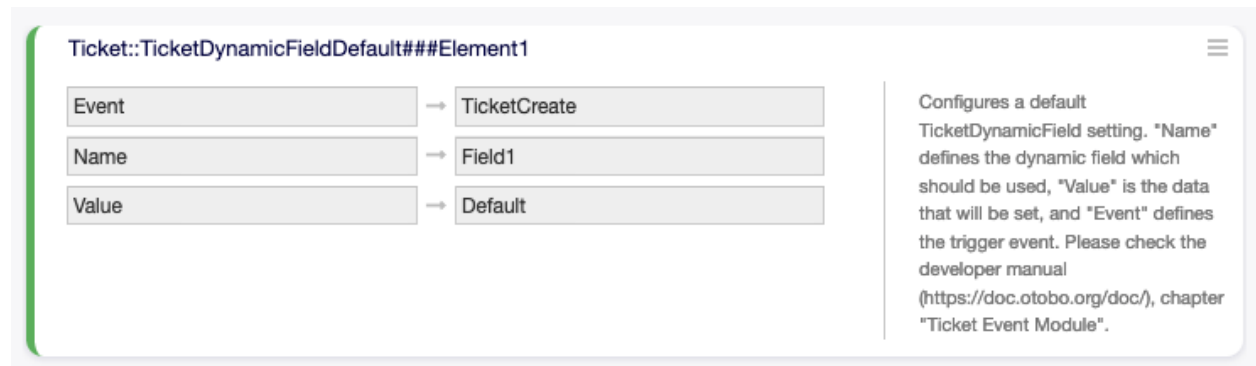 Ticket::TicketDynamicFieldDefault###Element1
Event → TicketCreate
Name → Field1
Value → Default
Configures a default
TicketDynamicField setting. "Name"
defines the dynamic field which
should be used, "Value" is the data
that will be set, and "Event" defines
the trigger event. Please check the
developer manual
(https://doc.otobo.org/doc/), chapter
"Ticket Event Module".